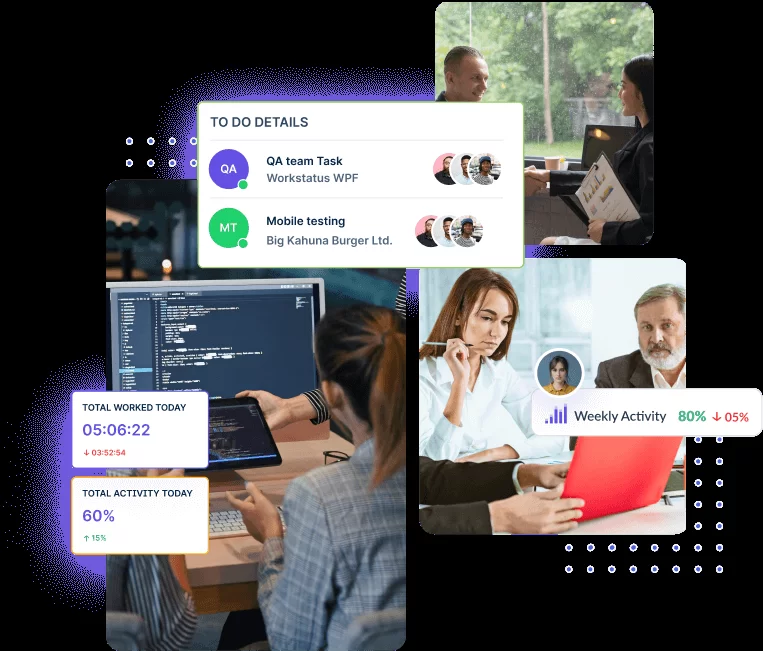 TO DO DETAILS
QA
QA team Task
Workstatus WPF
MT
Mobile testing
Big Kahuna Burger Ltd.
TOTAL WORKED TODAY
05:06:22
↓ 03:52:54
TOTAL ACTIVITY TODAY
60%
↑ 15%
Weekly Activity 80% ↓ 05%